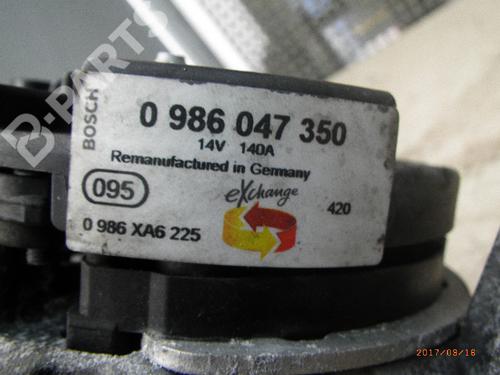 B-PARTS
BOSCH
0 986 047 350
14V 140A
Remanufactured in Germany
eXchange
095
420
0 986 XA6 225
2017/08/16